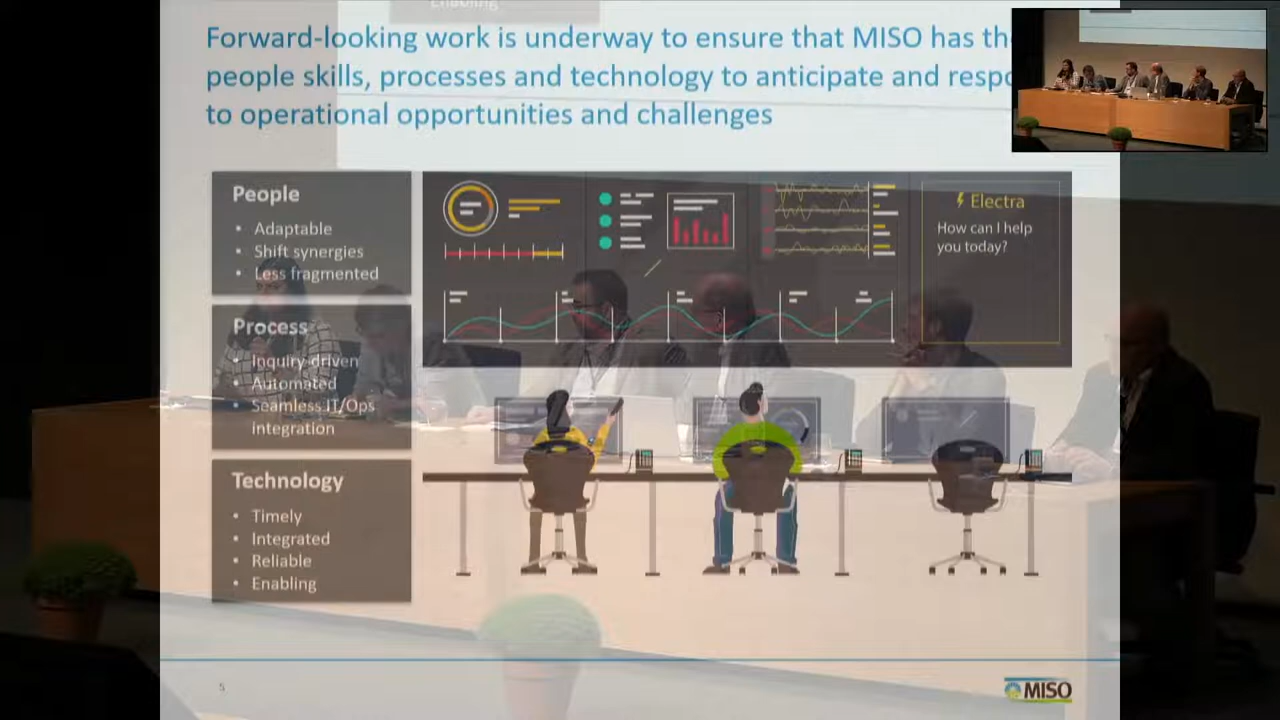 Enabling
Forward-looking work is underway to ensure that MISO has th
people skills, processes and technology to anticipate and respo
to operational opportunities and challenges
People
• Adaptable
• Shift synergies
• Less fragmented
Process
• Inquiry driven
• Automated
• Seamless IT/Ops
integration
Technology
• Timely
• Integrated
• Reliable
• Enabling
Electra
How can I help
you today?
5
MISO